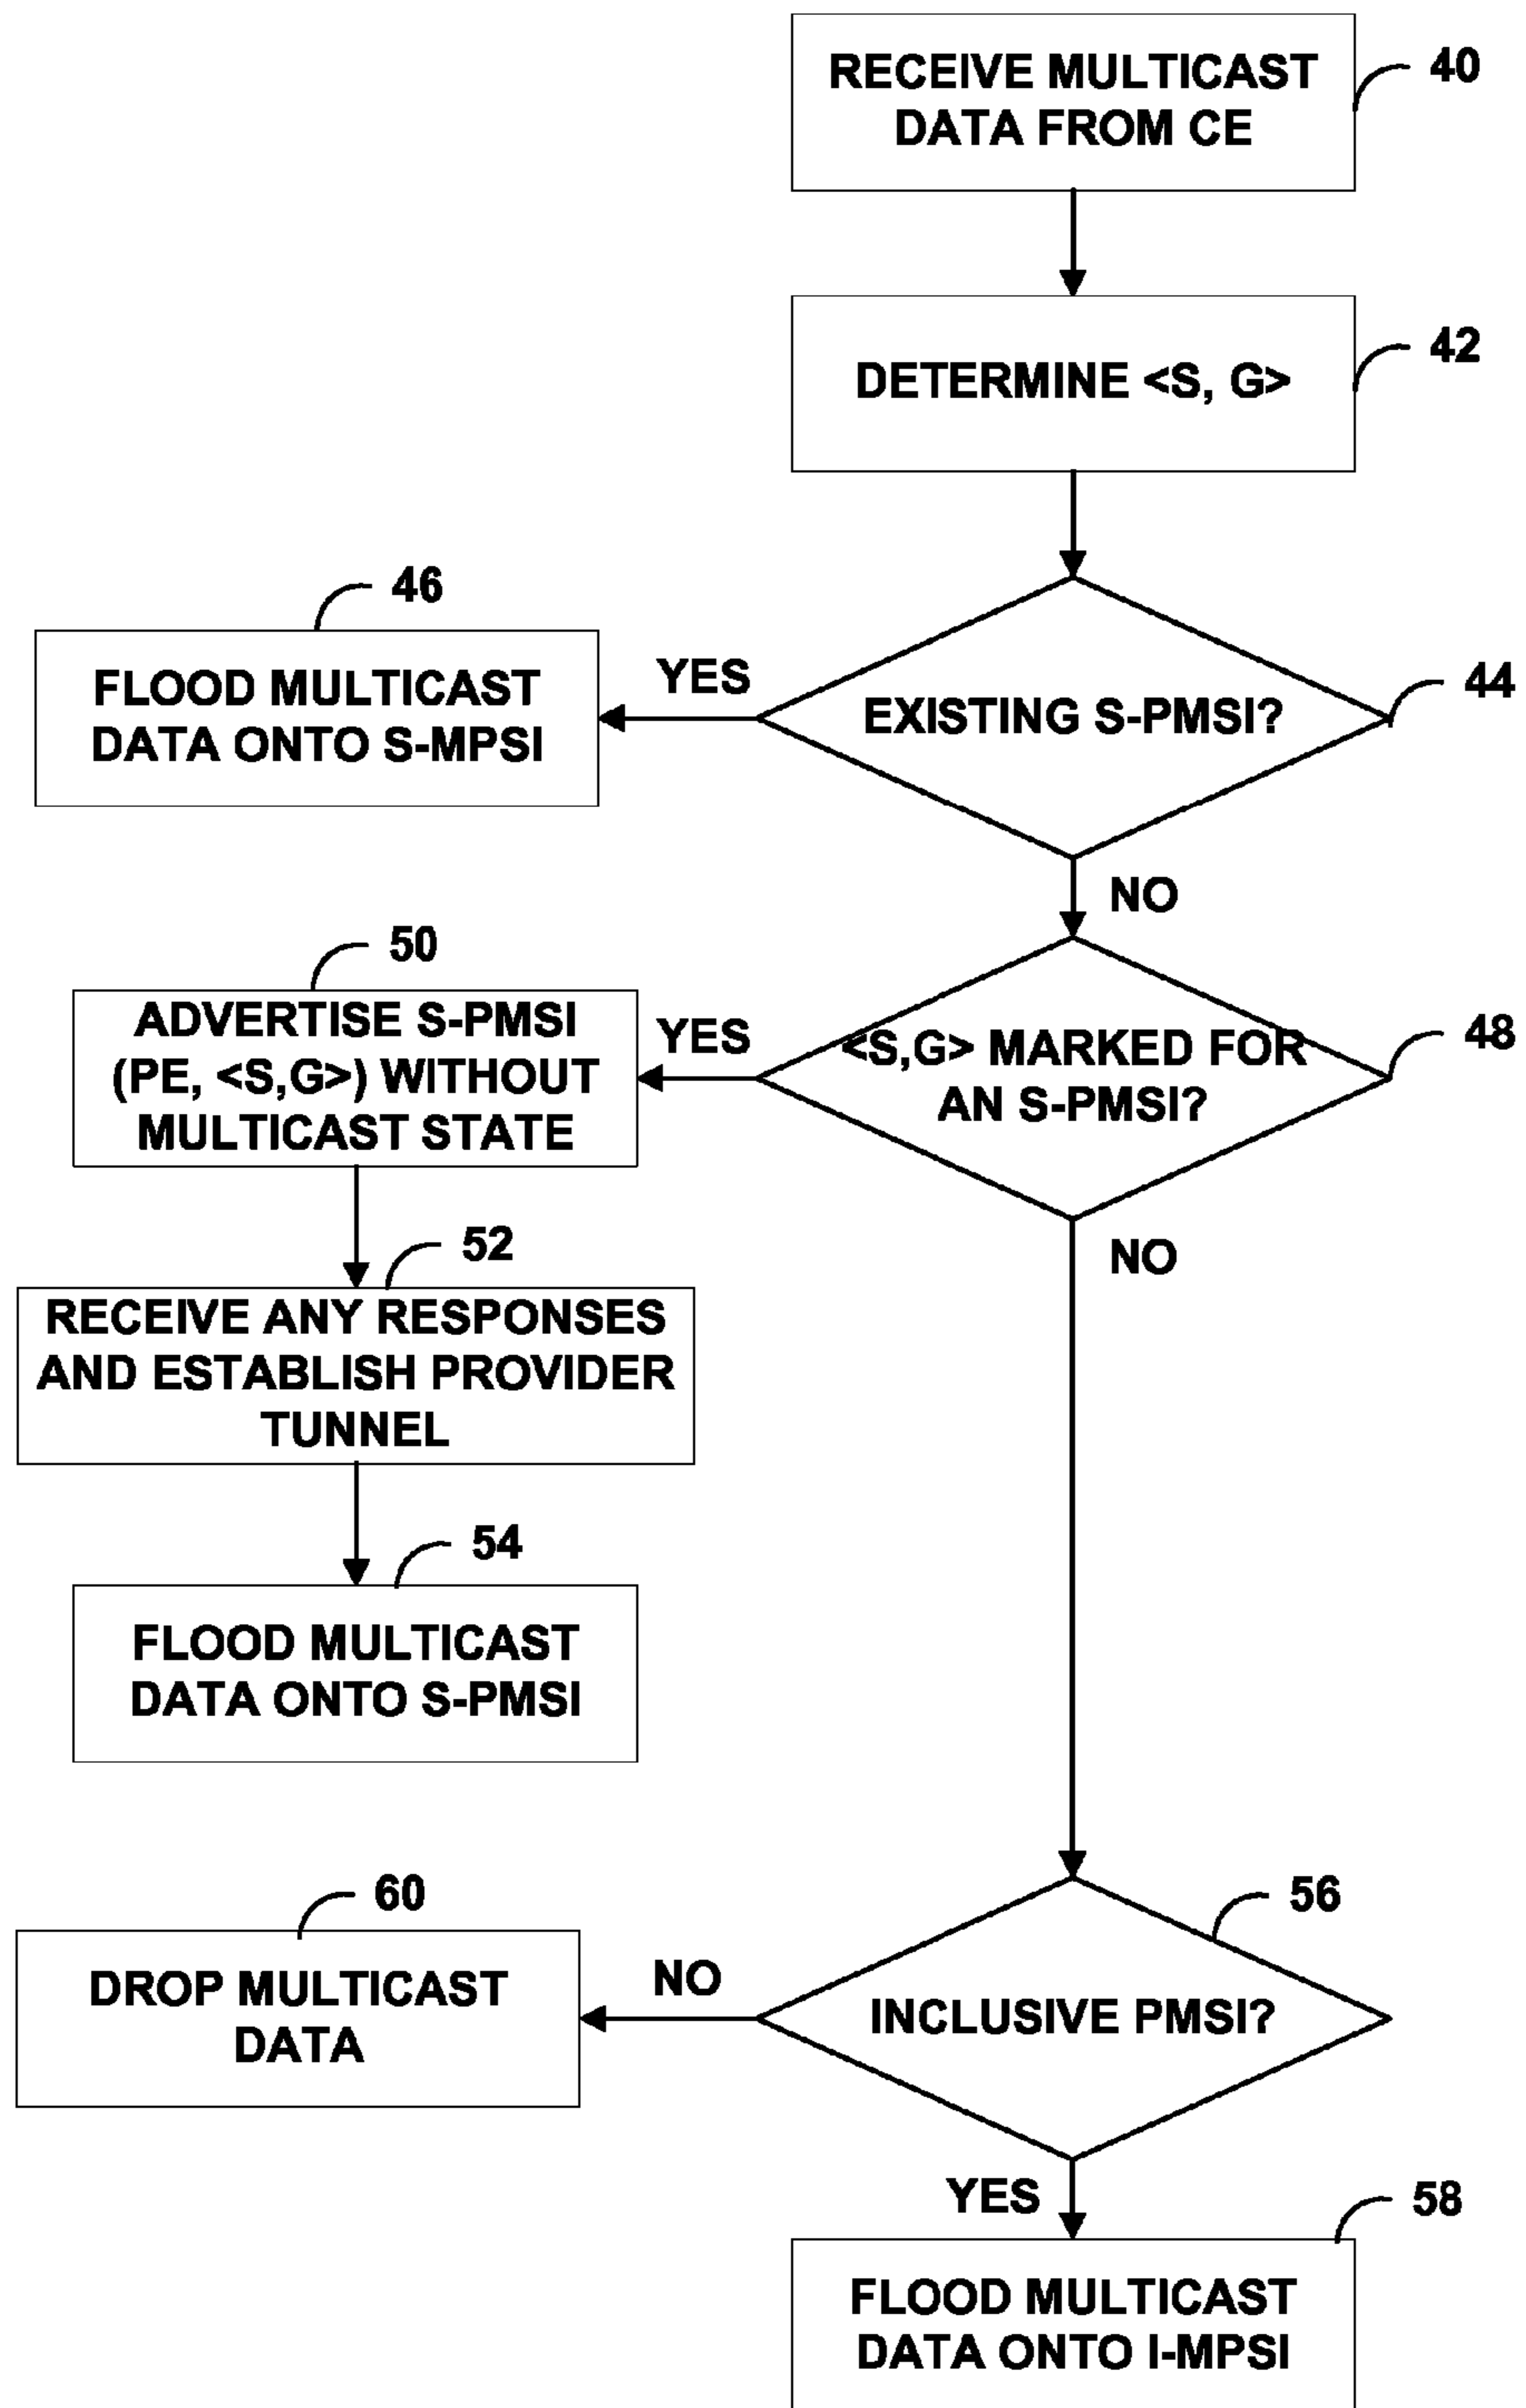 RECEIVE MULTICAST
DATA FROM CE
40
DETERMINE <S, G>
42
EXISTING S-PMSI?
44
YES
46
FLOOD MULTICAST
DATA ONTO S-MPSI
NO
<S,G> MARKED FOR
AN S-PMSI?
48
YES
50
ADVERTISE S-PMSI
(PE, <S,G>) WITHOUT
MULTICAST STATE
52
RECEIVE ANY RESPONSES
AND ESTABLISH PROVIDER
TUNNEL
54
FLOOD MULTICAST
DATA ONTO S-PMSI
NO
56
INCLUSIVE PMSI?
NO
60
DROP MULTICAST
DATA
YES
58
FLOOD MULTICAST
DATA ONTO I-MPSI